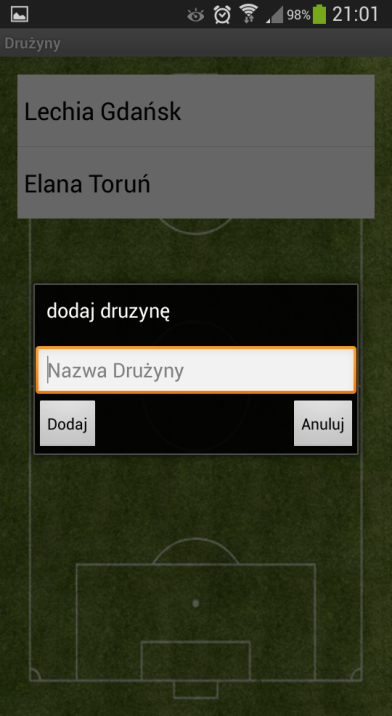 98% 21:01
Drużyny
Lechia Gdańsk
Elana Toruń
dodaj druzynę
Nazwa Drużyny
Dodaj Anuluj